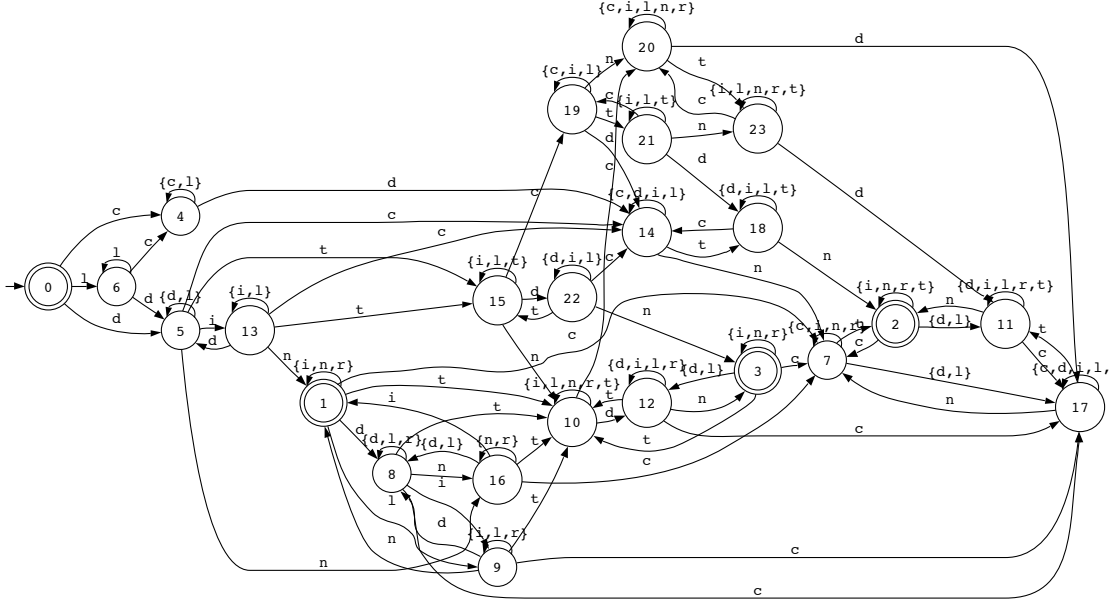 {c,i,l,n,r}
20
d
n
t
{c,i,l}
{i,l,n,r,t}
19
c
{i,l,t}
c
t
23
21
n
d
c
d
d
{c,l}
{c,d,i,l}
{d,i,l,t}
4
d
c
c
c
14
c
18
t
c
c
t
n
l
{i,l,t}
{d,i,l}
c
n
0
l
6
d
{d,l}
{i,l}
15
d
22
t
{i,n,r,t}
{d,i,l,r,t}
n
d
5
i
13
d
t
n
{c,i,n,r}
t
2
{d,l}
11
t
c
c
n
{i,n,r}
n
{i,n,r}
c
7
c
{d,i,l,r}
{d,l}
3
{d,l}
{c,d,i,l,
1
t
i
{i,l,n,r,t}
t
12
n
n
17
t
10
d
d
{d,l,r}
{d,l}
{n,r}
t
t
c
8
n
i
16
c
l
t
d
{i,l,r}
n
9
n
c
c